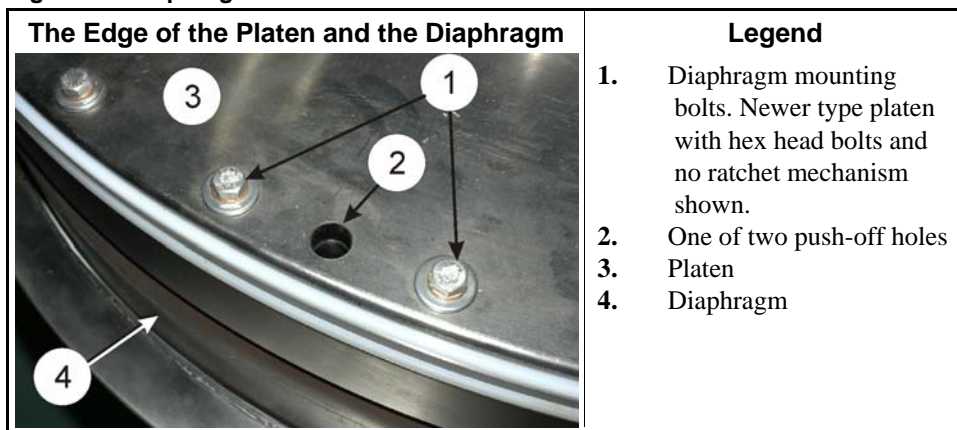 The Edge of the Platen and the Diaphragm
3
1
2
4
Legend
1. Diaphragm mounting
bolts. Newer type platen
with hex head bolts and
no ratchet mechanism
shown.
2. One of two push-off holes
3. Platen
4. Diaphragm